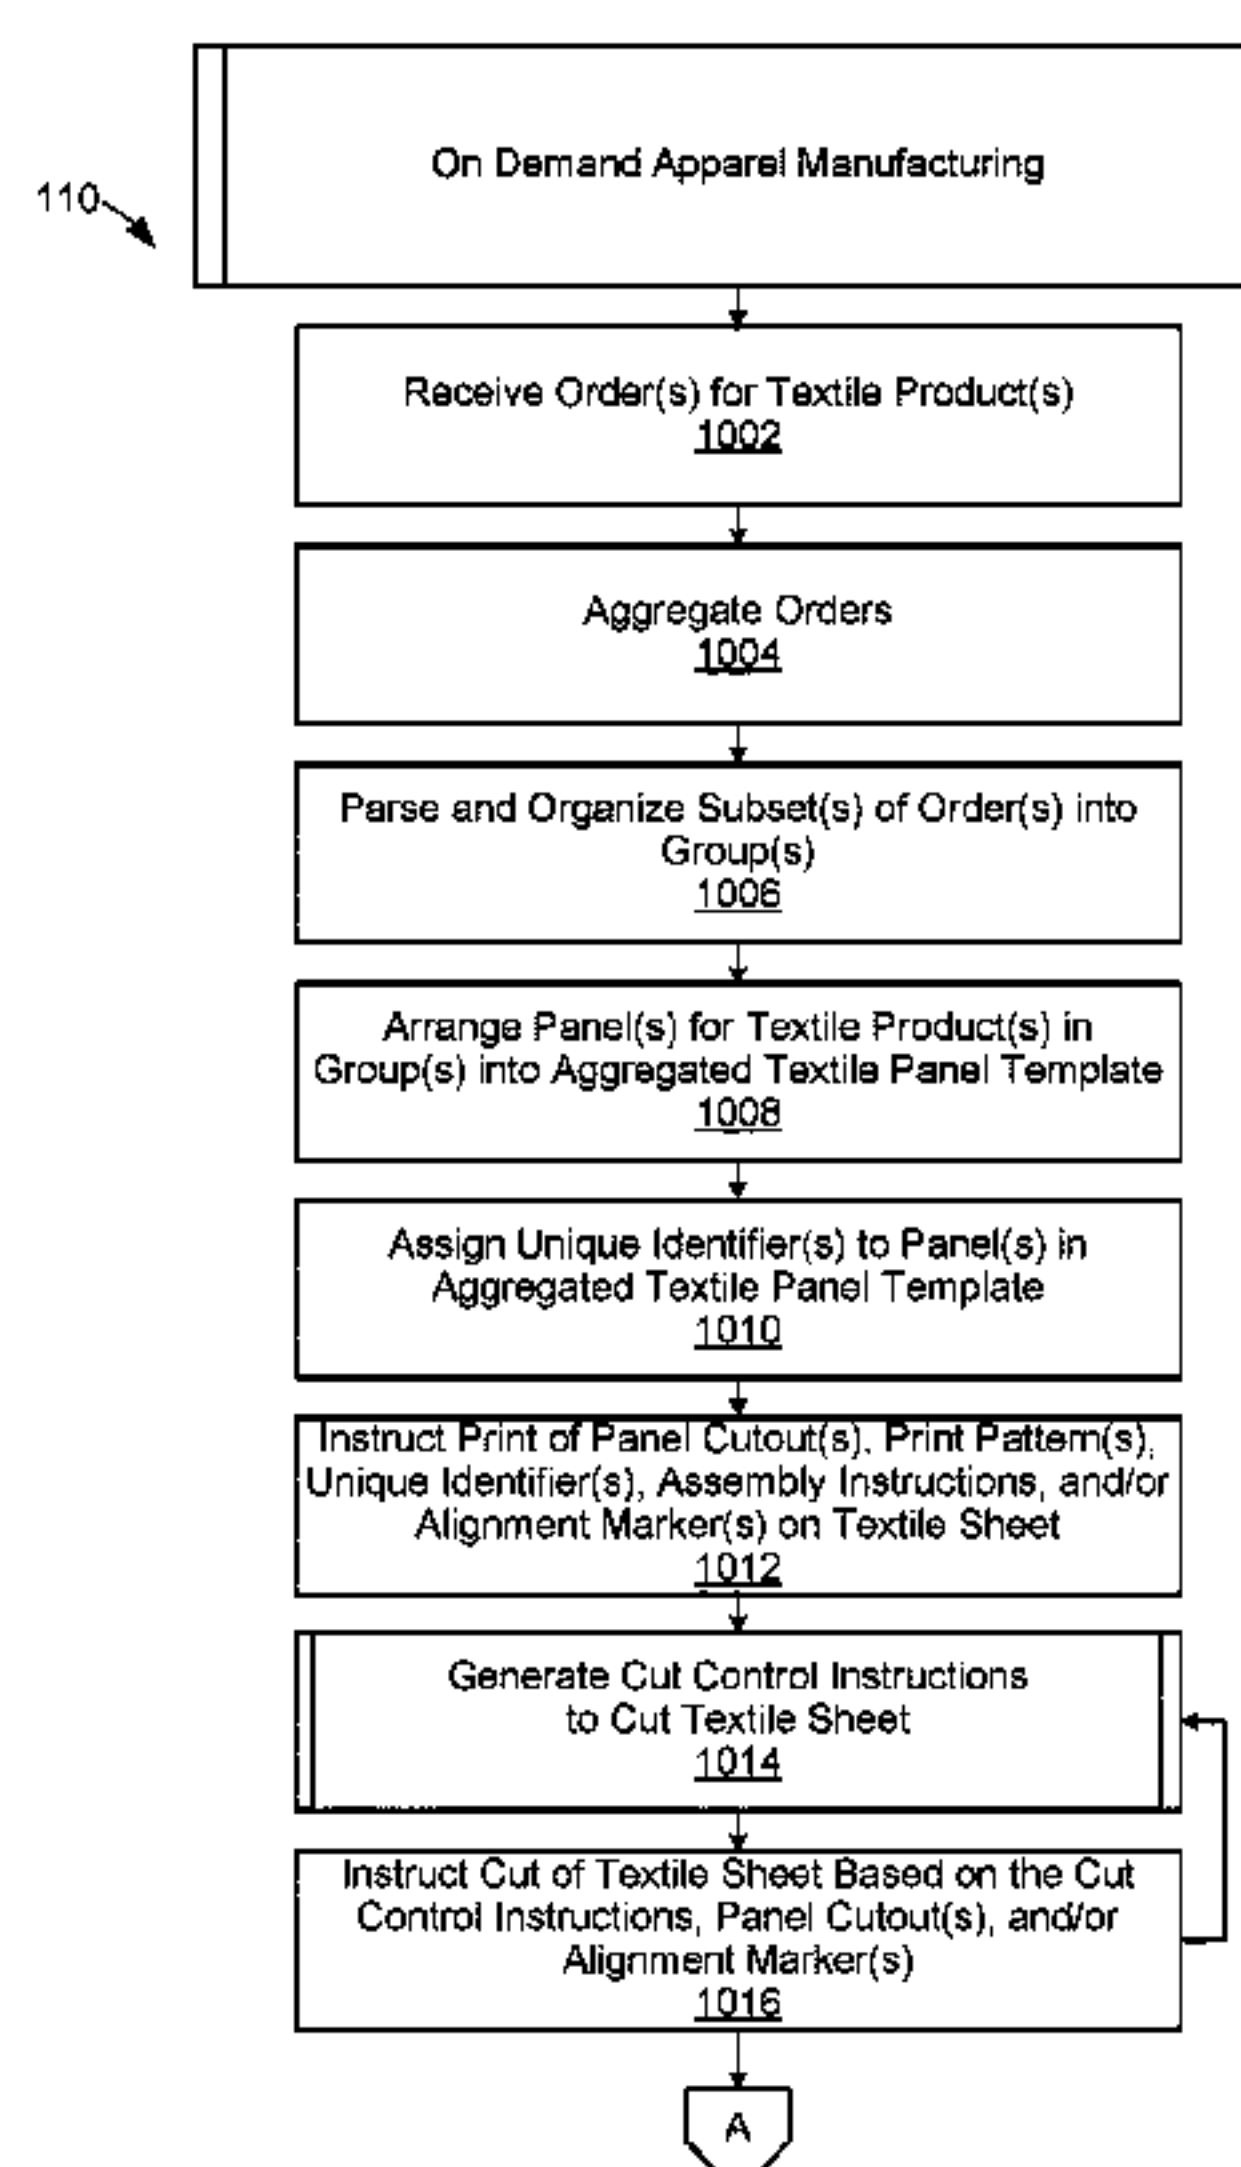 On Demand Apparel Manufacturing
110
Receive Order(s) for Textile Product(s)
1002
Aggregate Orders
1004
Parse and Organize Subset(s) of Order(s) into
Group(s)
1006
Arrange Panel(s) for Textile Product(s) in
Group(s) into Aggregated Textile Panel Template
1008
Assign Unique Identifier(s) to Panel(s) in
Aggregated Textile Panel Template
1010
Instruct Print of Panel Cutout(s), Print Pattern(s),
Unique Identifier(s), Assembly Instructions, and/or
Alignment Marker(s) on Textile Sheet
1012
Generate Cut Control Instructions
to Cut Textile Sheet
1014
Instruct Cut of Textile Sheet Based on the Cut
Control Instructions, Panel Cutout(s), and/or
Alignment Marker(s)
1016
A